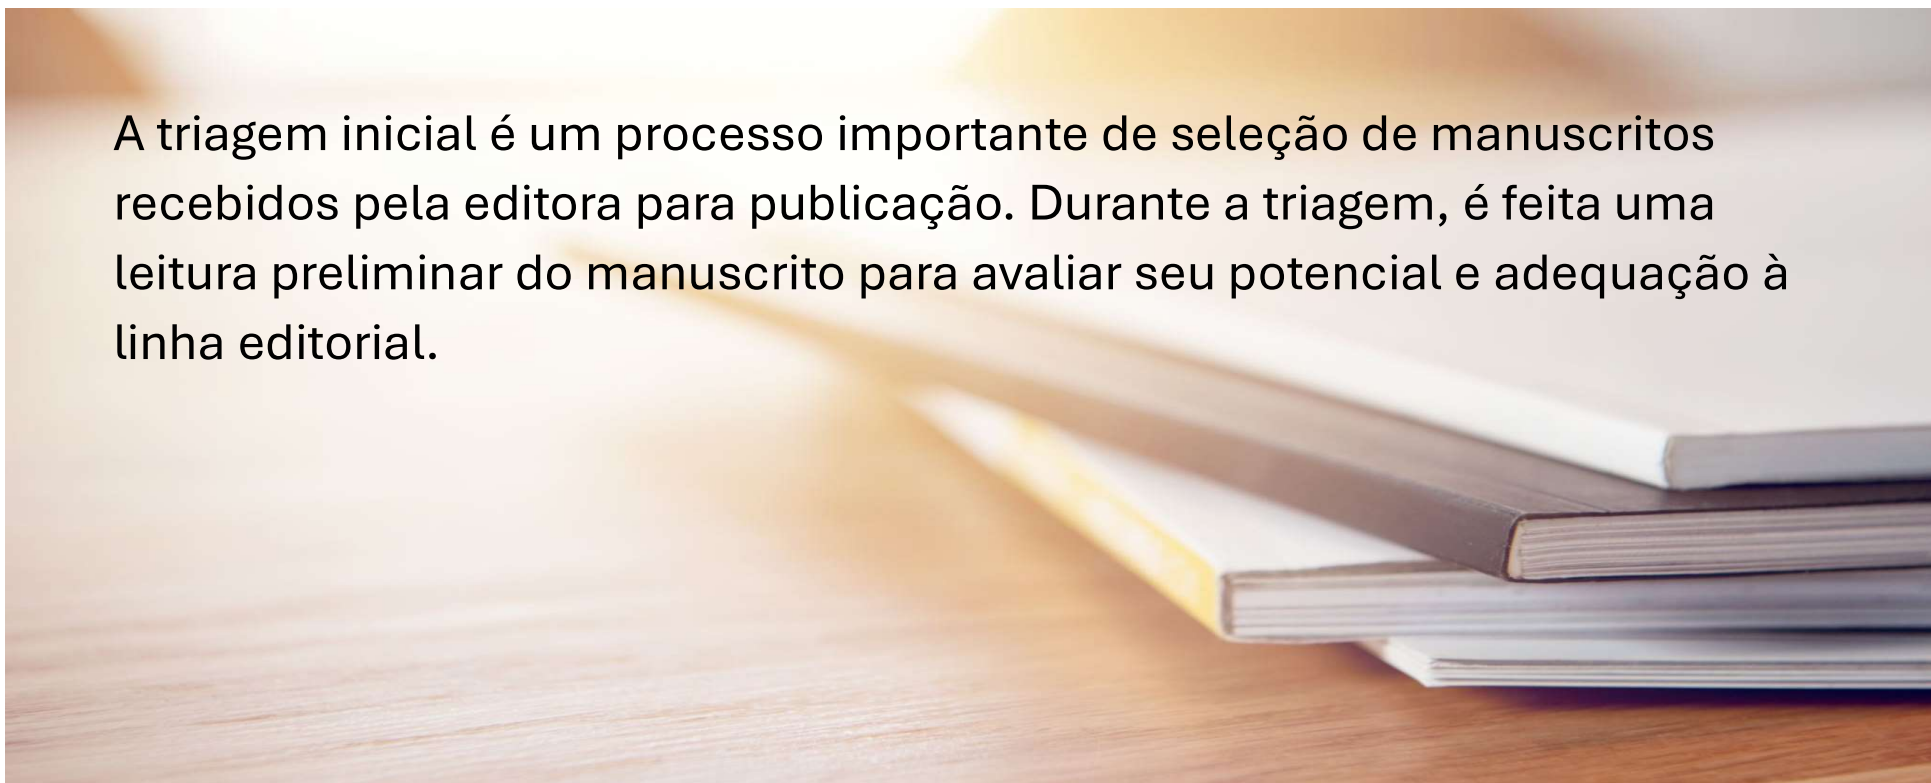 A triagem inicial é um processo importante de seleção de manuscritos
recebidos pela editora para publicação. Durante a triagem, é feita uma
leitura preliminar do manuscrito para avaliar seu potencial e adequação à
linha editorial.